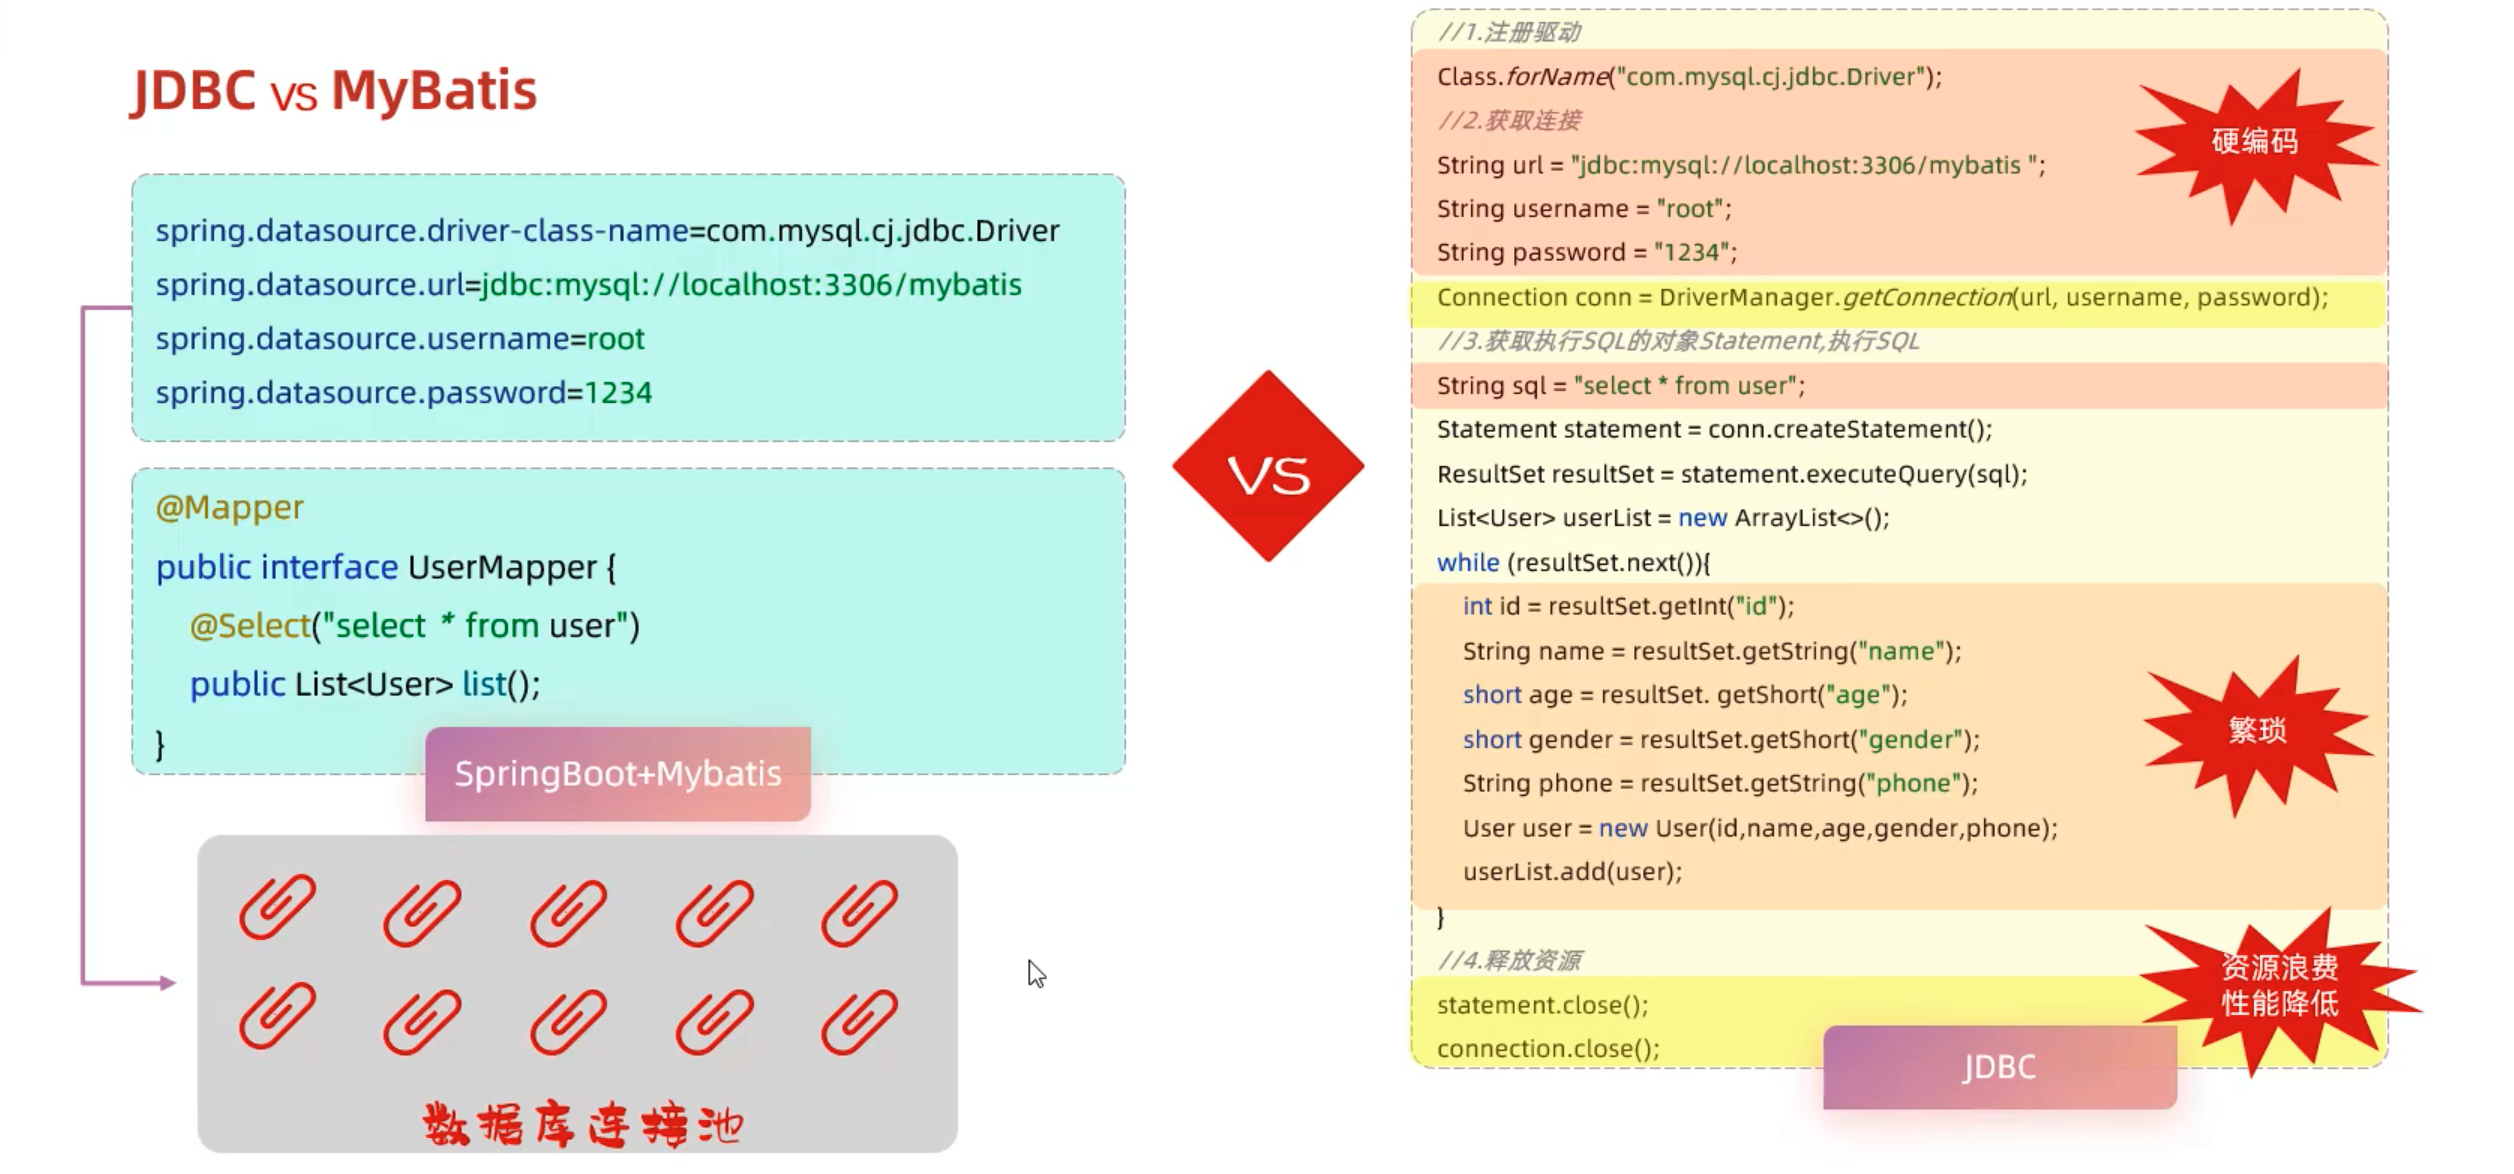 JDBC vs MyBatis
spring.datasource.driver-class-name=com.mysql.cj.jdbc.Driver
spring.datasource.url=jdbc:mysql://localhost:3306/mybatis
spring.datasource.username=root
spring.datasource.password=1234
@Mapper
public interface UserMapper {
@Select("select * from user")
public List<User> list();
}
SpringBoot+Mybatis
数据库连接池
VS
//1.注册驱动
Class.forName("com.mysql.cj.jdbc.Driver");
//2.获取连接
String url = "jdbc:mysql://localhost:3306/mybatis ";
String username = "root";
String password = "1234";
硬编码
Connection conn = DriverManager.getConnection(url, username, password);
//3.获取执行SQL的对象Statement,执行SQL
String sql = "select * from user";
Statement statement = conn.createStatement();
ResultSet resultSet = statement.executeQuery(sql);
List<User> userList = new ArrayList<>();
while (resultSet.next()){
int id = resultSet.getInt("id");
String name = resultSet.getString("name");
short age = resultSet. getShort("age");
short gender = resultSet.getShort("gender");
String phone = resultSet.getString("phone");
User user = new User(id,name,age,gender,phone);
userList.add(user);
繁琐
}
//4.释放资源
statement.close();
connection.close();
资源浪费
性能降低
JDBC